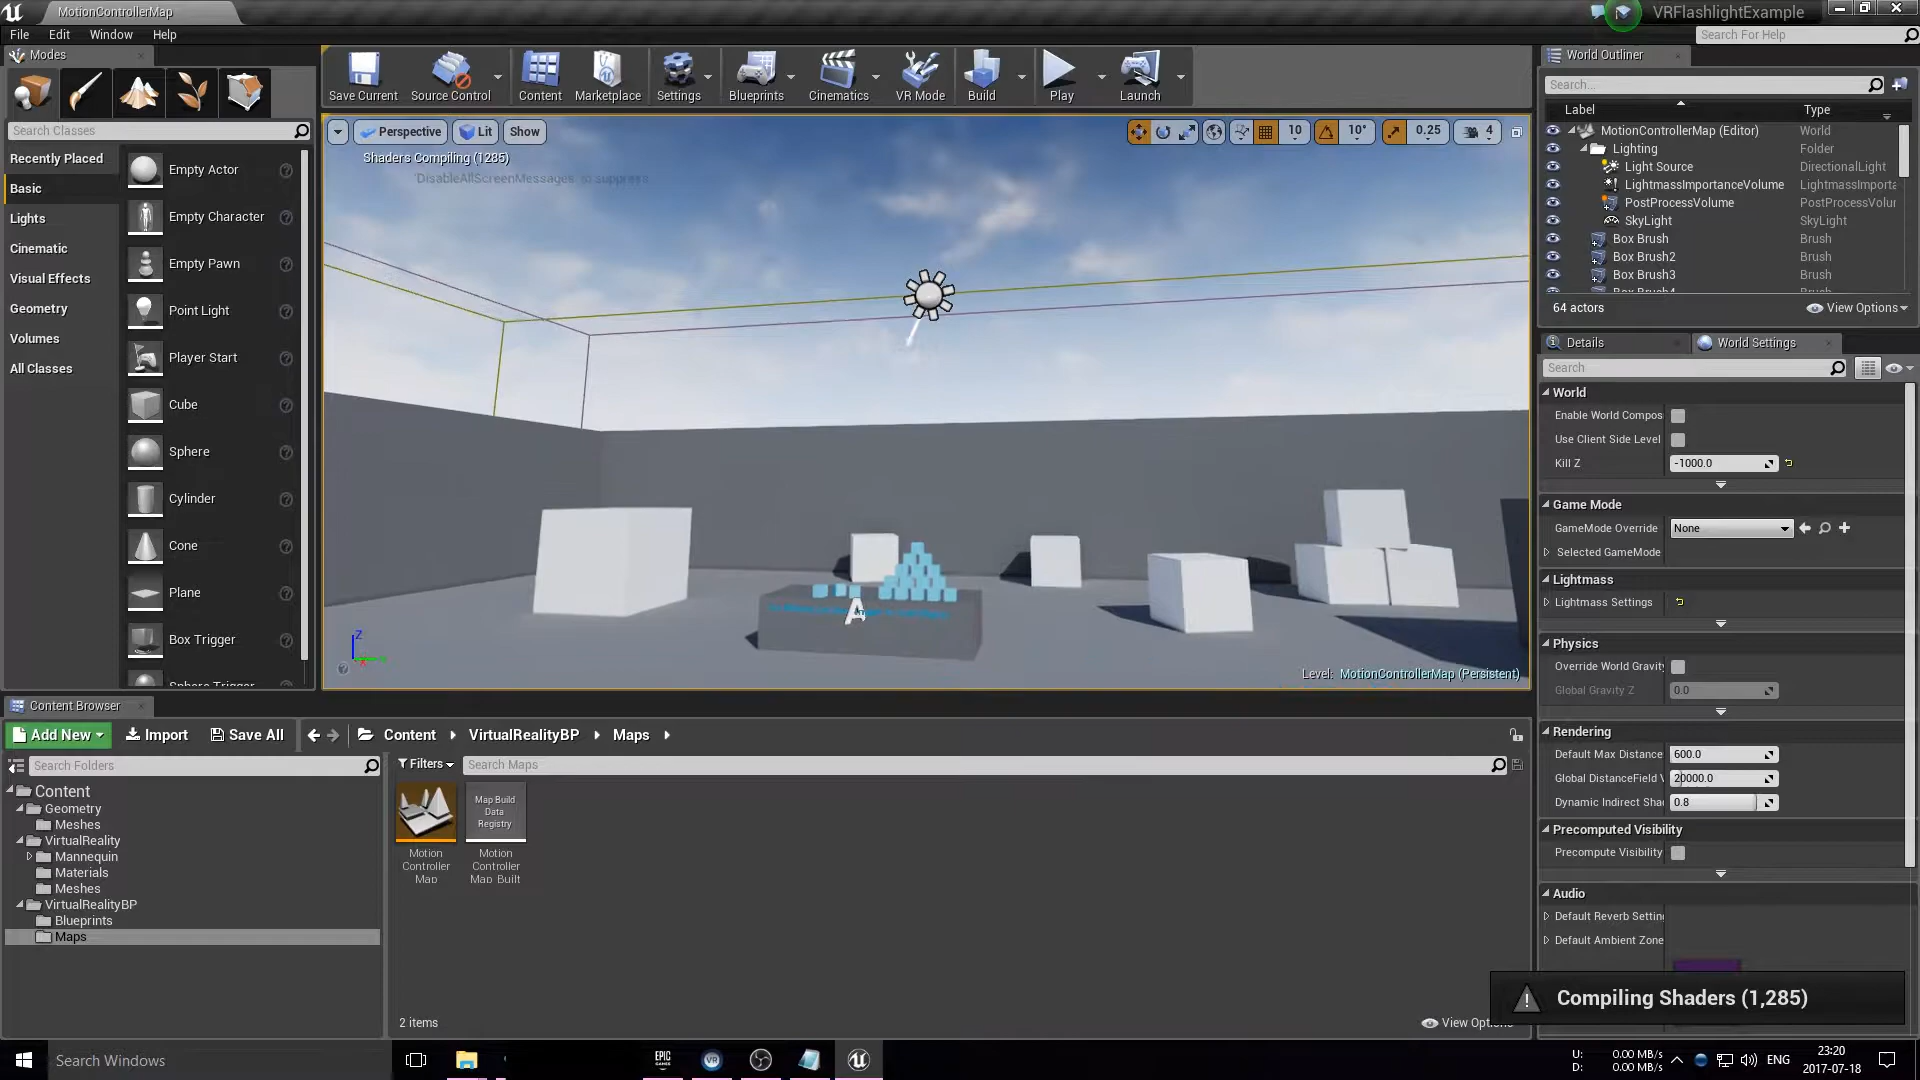 MotionControllerMap
VRFlashlightExample
File Edit Window Help
Search For Help
Modes
Search Classes
Recently Placed
Basic
Lights
Cinematic
Visual Effects
Geometry
Volumes
All Classes
Empty Actor
Empty Character
Empty Pawn
Point Light
Player Start
Cube
Sphere
Cylinder
Cone
Plane
Box Trigger
Sphere Trigger
Save Current Source Control Content Marketplace Settings Blueprints Cinematics VR Mode Build Play Launch
Perspective Lit Show
10 10° 0.25 4
Shaders Compiling (1285)
'DisableAllScreenMessages' to suppress
Level: MotionControllerMap (Persistent)
World Outliner
Search...
Label Type
MotionControllerMap (Editor) World
Lighting Folder
Light Source DirectionalLight
LightmassImportanceVolume LightmassImporta
PostProcessVolume PostProcessVolur
SkyLight SkyLight
Box Brush Brush
Box Brush2 Brush
Box Brush3 Brush
Box Brush4 Brush
64 actors View Options
Details World Settings
Search
World
Enable World Compos
Use Client Side Level
Kill Z -1000.0
Game Mode
GameMode Override None
Selected GameMode
Lightmass
Lightmass Settings
Physics
Override World Gravity
Global Gravity Z 0.0
Rendering
Default Max Distance 600.0
Global DistanceField V 20000.0
Dynamic Indirect Sha 0.8
Precomputed Visibility
Precompute Visibility
Audio
Default Reverb Settin
Default Ambient Zone
Compiling Shaders (1,285)
Content Browser
Add New Import Save All Content VirtualRealityBP Maps
Search Folders
Filters Search Maps
Content
Geometry
Meshes
VirtualReality
Mannequin
Materials
Meshes
VirtualRealityBP
Blueprints
Maps
Map Build
Data
Registry
Motion
Controller
Map
Motion
Controller
Map_Built
2 items
View Options
Search Windows
EPIC
GAMES
VR
U: 0.00 MB/s
D: 0.00 MB/s
ENG
23:20
2017-07-18